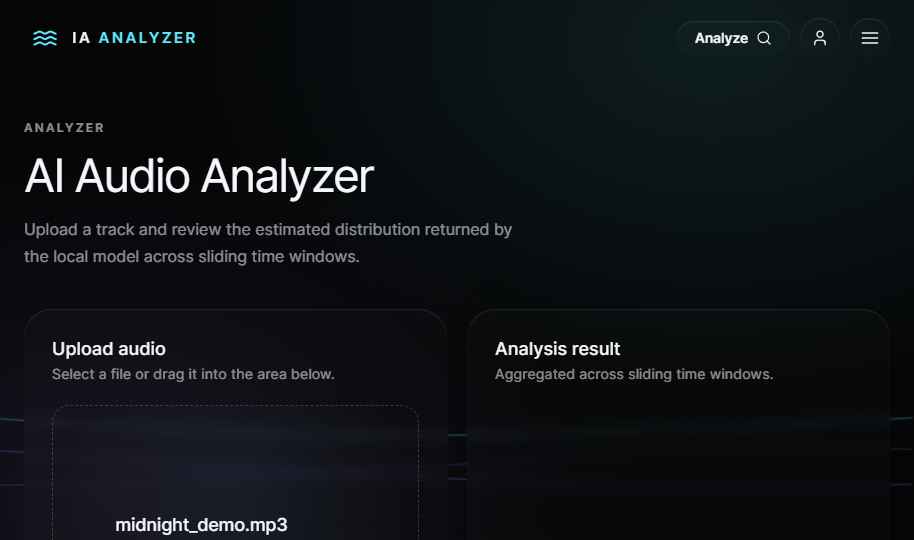 IA ANALYZER
Analyze
ANALYZER
AI Audio Analyzer
Upload a track and review the estimated distribution returned by
the local model across sliding time windows.
Upload audio
Select a file or drag it into the area below.
midnight_demo.mp3
Analysis result
Aggregated across sliding time windows.